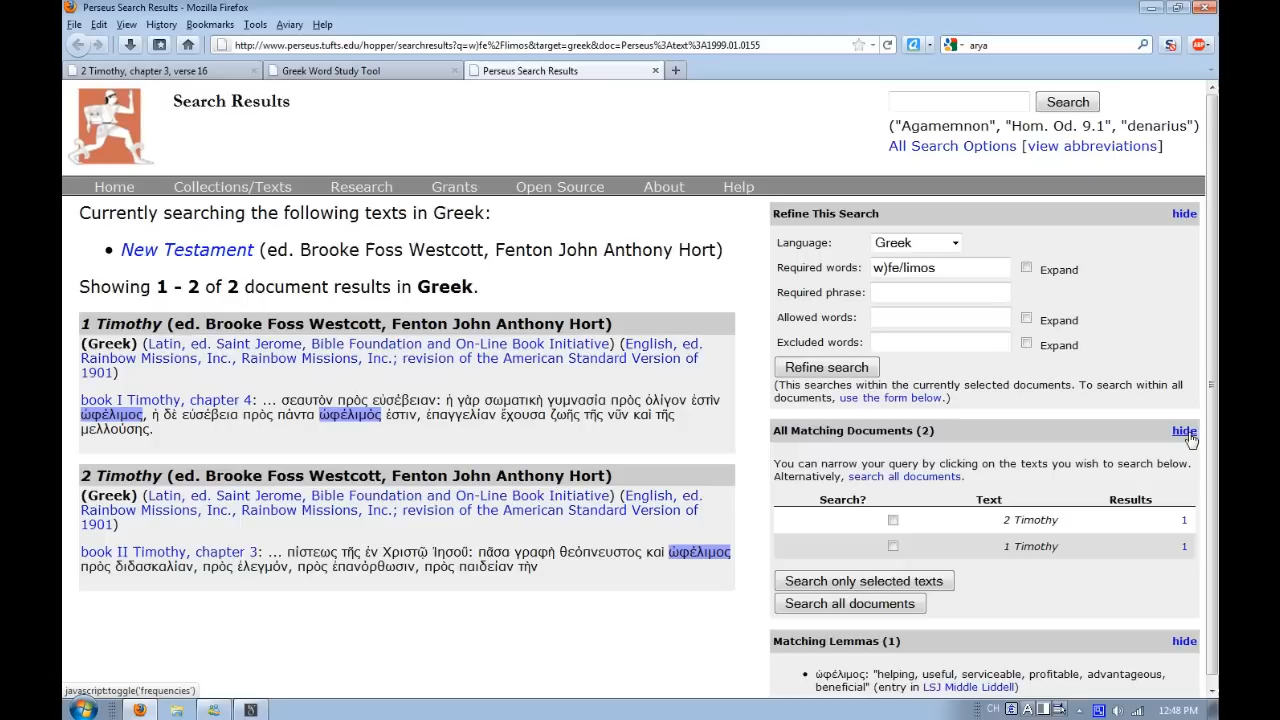 Perseus Search Results - Mozilla Firefox
File Edit View History Bookmarks Tools Aviary Help
http://www.perseus.tufts.edu/hopper/searchresults?q=w)fe%2Flimos&target=greek&doc=Perseus%3Atext%3A1999.01.0155
arya
2 Timothy, chapter 3, verse 16
Greek Word Study Tool
Perseus Search Results
Search Results
Search
("Agamemnon", "Hom. Od. 9.1", "denarius")
All Search Options [view abbreviations]
Home Collections/Texts Research Grants Open Source About Help
Currently searching the following texts in Greek:
• New Testament (ed. Brooke Foss Westcott, Fenton John Anthony Hort)
Showing 1 - 2 of 2 document results in Greek.
1 Timothy (ed. Brooke Foss Westcott, Fenton John Anthony Hort)
(Greek) (Latin, ed. Saint Jerome, Bible Foundation and On-Line Book Initiative) (English, ed.
Rainbow Missions, Inc., Rainbow Missions, Inc.; revision of the American Standard Version of
1901)
book I Timothy, chapter 4: ... σεαυτὸν πρὸς εὐσέβειαν: ἡ γὰρ σωματικὴ γυμνασία πρὸς ὀλίγον ἐστὶν
ὠφέλιμος, ἡ δὲ εὐσέβεια πρὸς πάντα ὠφέλιμός ἐστιν, ἐπαγγελίαν ἔχουσα ζωῆς τῆς νῦν καὶ τῆς
μελλούσης.
2 Timothy (ed. Brooke Foss Westcott, Fenton John Anthony Hort)
(Greek) (Latin, ed. Saint Jerome, Bible Foundation and On-Line Book Initiative) (English, ed.
Rainbow Missions, Inc., Rainbow Missions, Inc.; revision of the American Standard Version of
1901)
book II Timothy, chapter 3: ... πίστεως τῆς ἐν Χριστῷ Ἰησοῦ: πᾶσα γραφὴ θεόπνευστος καὶ ὠφέλιμος
πρὸς διδασκαλίαν, πρὸς ἐλεγμόν, πρὸς ἐπανόρθωσιν, πρὸς παιδείαν τὴν
Refine This Search hide
Language: Greek
Required words: w)fe/limos Expand
Required phrase:
Allowed words: Expand
Excluded words: Expand
Refine search
(This searches within the currently selected documents. To search within all
documents, use the form below.)
All Matching Documents (2) hide
You can narrow your query by clicking on the texts you wish to search below.
Alternatively, search all documents.
Search? Text Results
2 Timothy 1
1 Timothy 1
Search only selected texts
Search all documents
Matching Lemmas (1) hide
• ὠφέλιμος: "helping, useful, serviceable, profitable, advantageous,
beneficial" (entry in LSJ Middle Liddell)
javascript:toggle('frequencies')
CH
12:48 PM